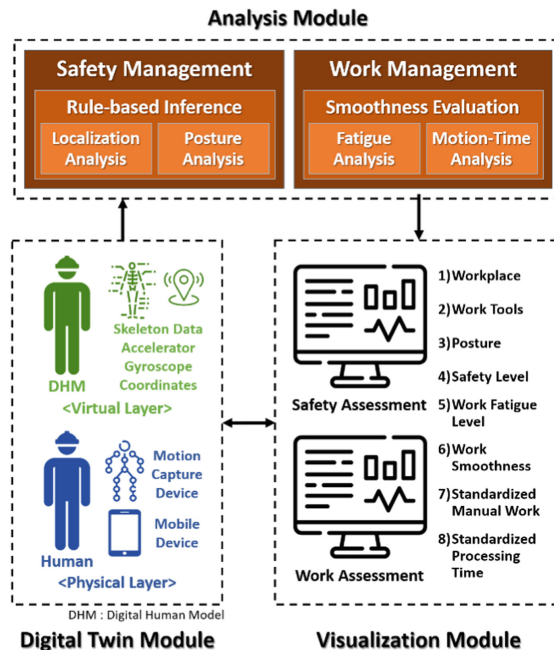 Analysis Module
Safety Management
Rule-based Inference
Localization
Analysis
Posture
Analysis
Work Management
Smoothness Evaluation
Fatigue
Analysis
Motion-Time
Analysis
DHM
Skeleton Data
Accelerator
Gyroscope
Coordinates
<Virtual Layer>
Human
Motion
Capture
Device
Mobile
Device
<Physical Layer>
DHM : Digital Human Model
Digital Twin Module
Safety Assessment
Work Assessment
1)Workplace
2)Work Tools
3)Posture
4)Safety Level
5)Work Fatigue
Level
6)Work
Smoothness
7)Standardized
Manual Work
8)Standardized
Processing
Time
Visualization Module